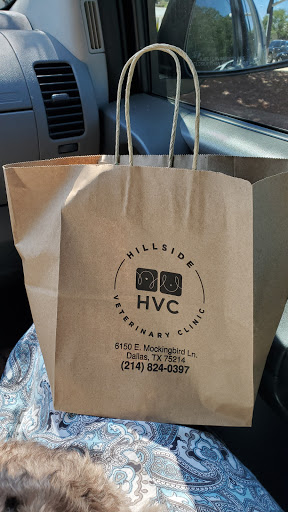 HILLSIDE
HVC
VETERINARY CLINIC
6150 E. Mockingbird Ln.
Dallas, TX 75214
(214) 824-0397